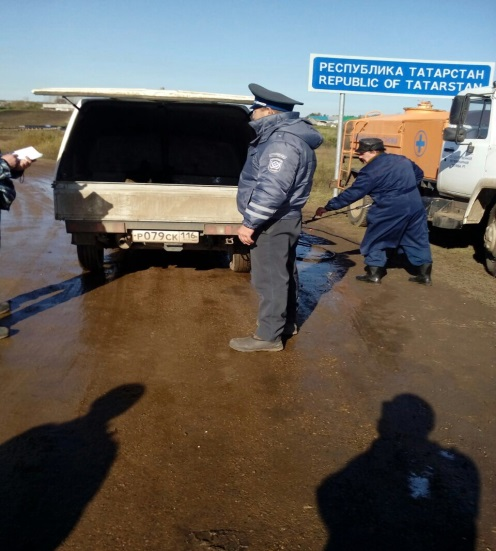 РЕСПУБЛИКА ТАТАРСТАН
REPUBLIC OF TATARSTAN
Р079СК 116